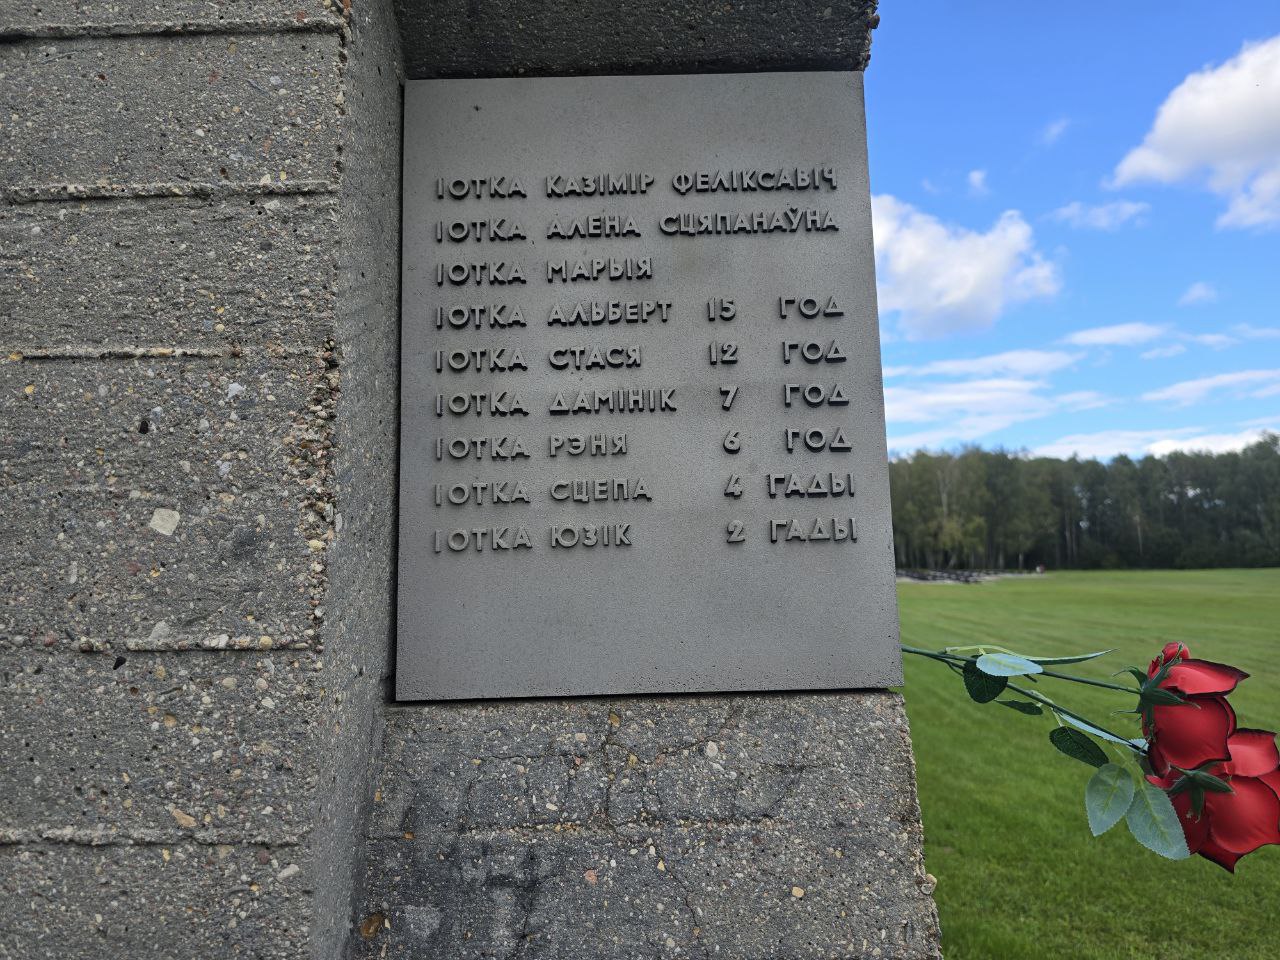 ІОТКА КАЗІМІР ФЕЛІКСАВІЧ
ІОТКА АЛЕНА СЦЯПАНАЎНА
ІОТКА МАРЫЯ
ІОТКА АЛЬБЕРТ 15 ГОД
ІОТКА СТАСЯ 12 ГОД
ІОТКА ДАМІНІК 7 ГОД
ІОТКА РЭНЯ 6 ГОД
ІОТКА СЦЕПА 4 ГАДЫ
ІОТКА ЮЗІК 2 ГАДЫ